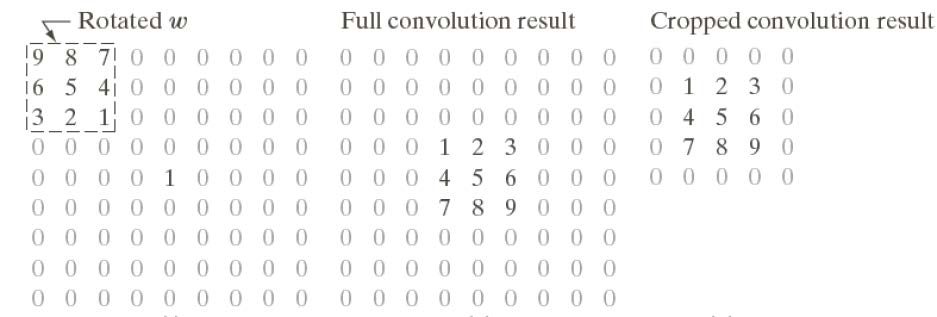 Rotated w Full convolution result Cropped convolution result
9 8 7 0 0 0 0 0 0 0 0 0 0 0 0 0 0 0 0 0 0 0 0
6 5 4 0 0 0 0 0 0 0 0 0 0 0 0 0 0 0 0 1 2 3 0
3 2 1 0 0 0 0 0 0 0 0 0 0 0 0 0 0 0 0 4 5 6 0
0 0 0 0 0 0 0 0 0 0 0 0 1 2 3 0 0 0 0 7 8 9 0
0 0 0 0 1 0 0 0 0 0 0 0 4 5 6 0 0 0 0 0 0 0 0
0 0 0 0 0 0 0 0 0 0 0 0 7 8 9 0 0 0
0 0 0 0 0 0 0 0 0 0 0 0 0 0 0 0 0 0
0 0 0 0 0 0 0 0 0 0 0 0 0 0 0 0 0 0
0 0 0 0 0 0 0 0 0 0 0 0 0 0 0 0 0 0